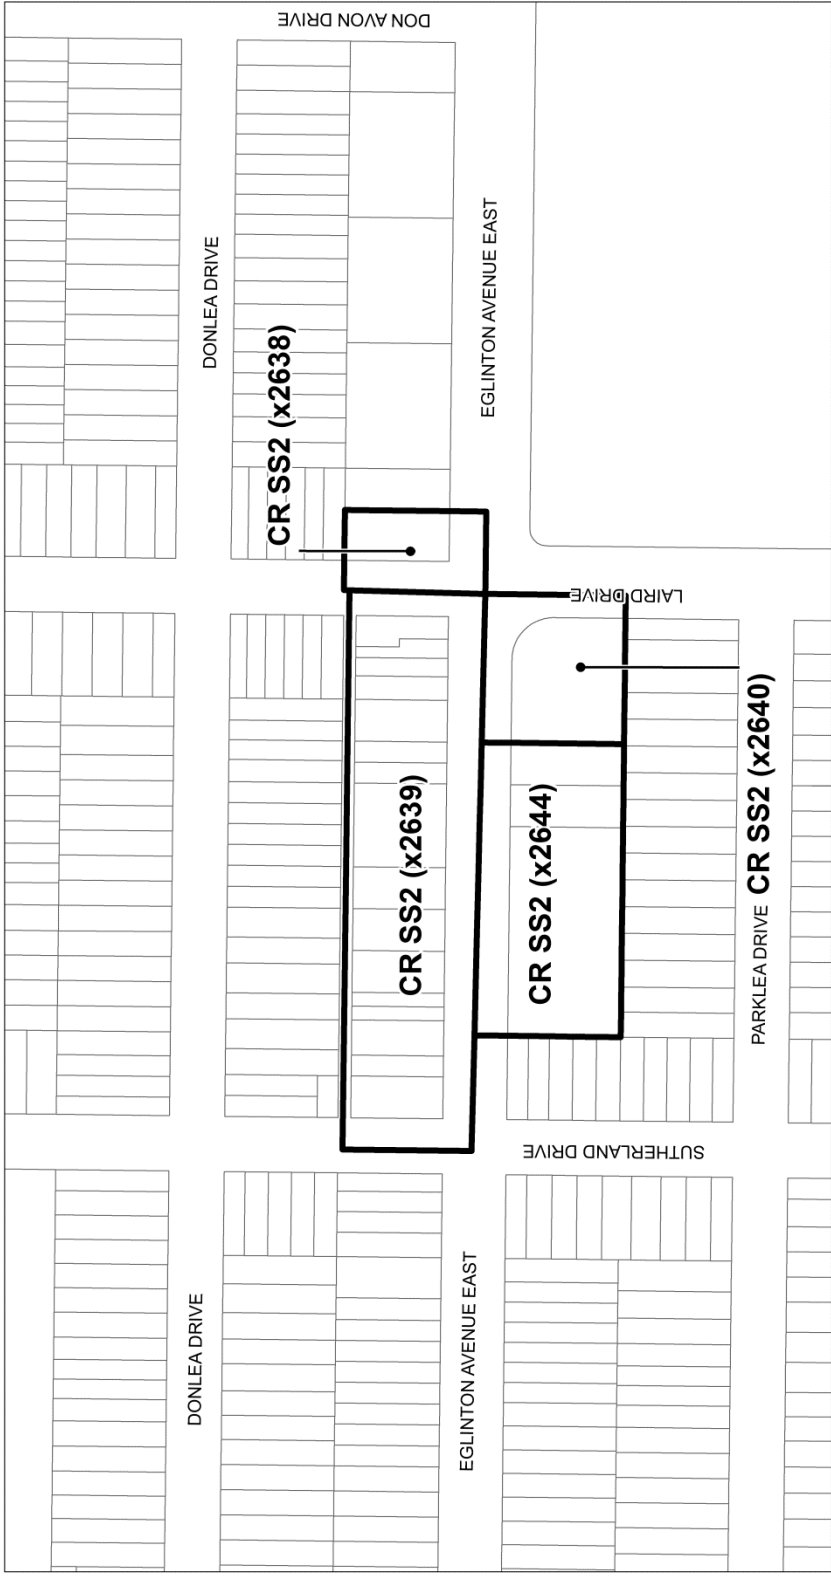 DON AVON DRIVE
DONLEA DRIVE
EGLINTON AVENUE EAST
CR SS2 (x2638)
LAIRD DRIVE
CR SS2 (x2639)
CR SS2 (x2644)
CR SS2 (x2640)
PARKLEA DRIVE
SUTHERLAND DRIVE
DONLEA DRIVE
EGLINTON AVENUE EAST